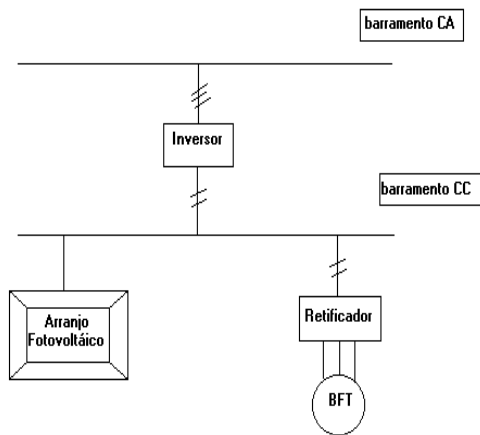 barramento CA
Inversor
barramento CC
Arranjo
Fotovoltáico
Retificador
BFT